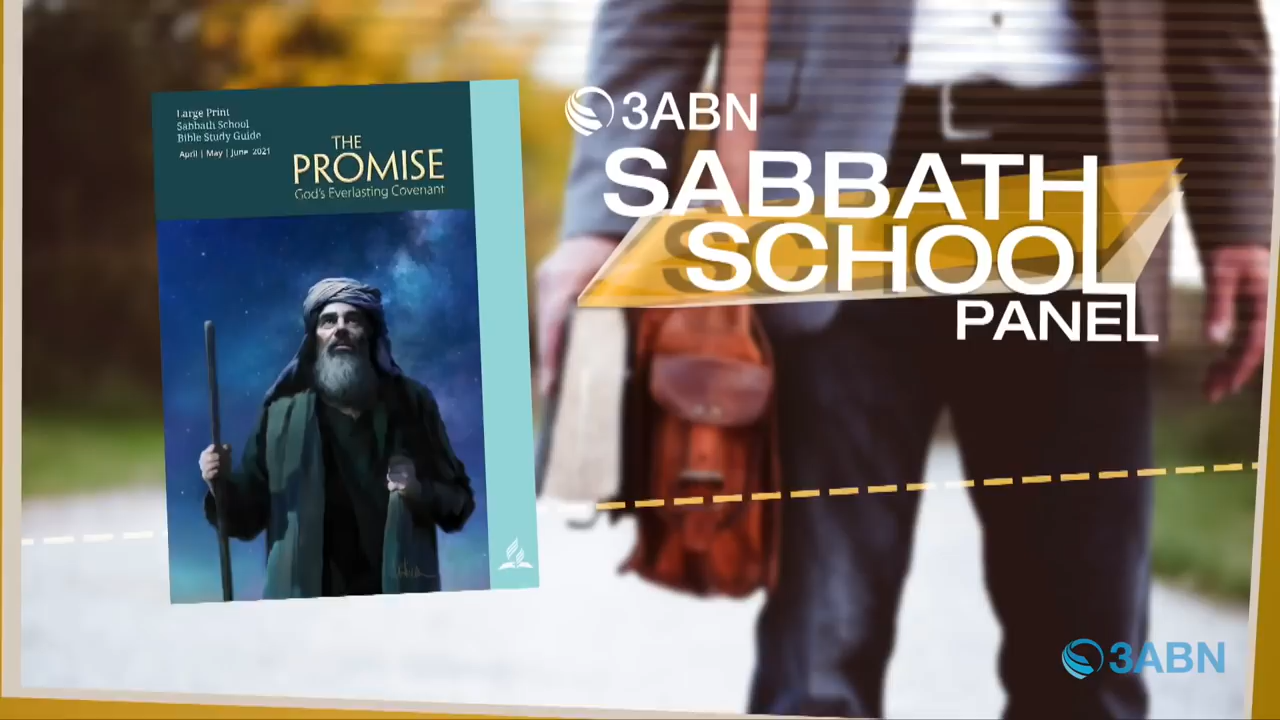 Large Print
Sabbath School
Bible Study Guide
April | May | June 2021
THE
PROMISE
God's Everlasting Covenant
3ABN
SABBATH
SCHOOL
PANEL
3ABN